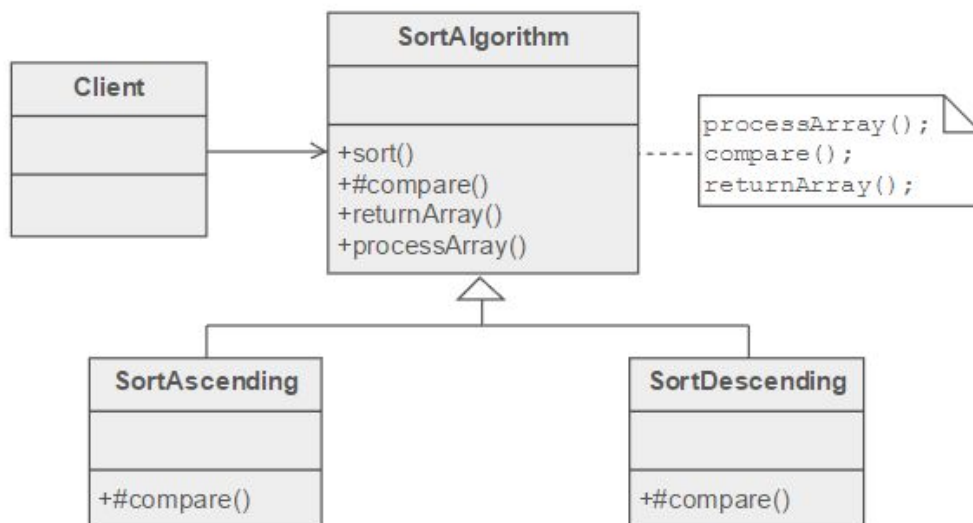 SortAlgorithm
Client
+sort()
+#compare()
+returnArray()
+processArray()
processArray();
compare();
returnArray();
SortAscending
+#compare()
SortDescending
+#compare()